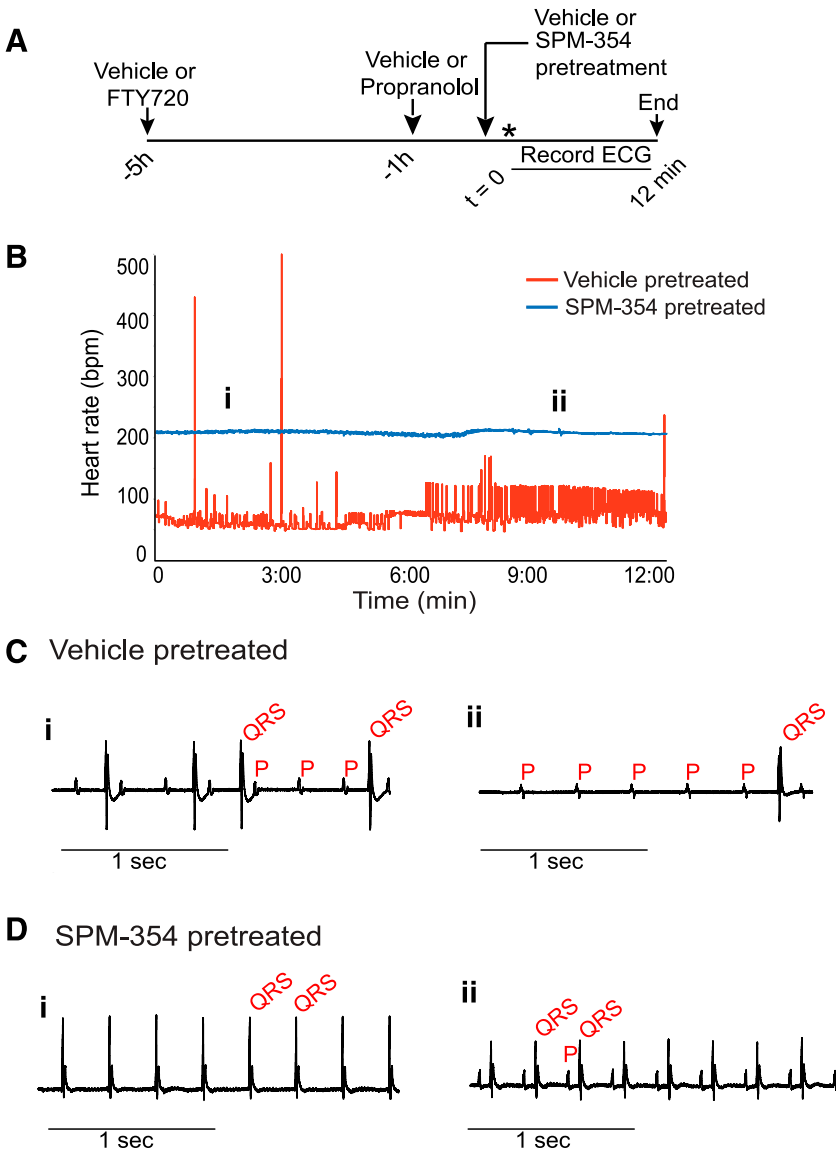 A
Vehicle or
FTY720
Vehicle or
Propranolol
Vehicle or
SPM-354
pretreatment
End
*
Record ECG
-5h
-1h
t = 0
12 min
B
500
400
300
200
100
0
Heart rate (bpm)
Vehicle pretreated
SPM-354 pretreated
i
ii
0 3:00 6:00 9:00 12:00
Time (min)
C Vehicle pretreated
i
QRS QRS
P P P
1 sec
ii
QRS
P P P P P
1 sec
D SPM-354 pretreated
i
QRS QRS
1 sec
ii
QRS QRS
P
1 sec